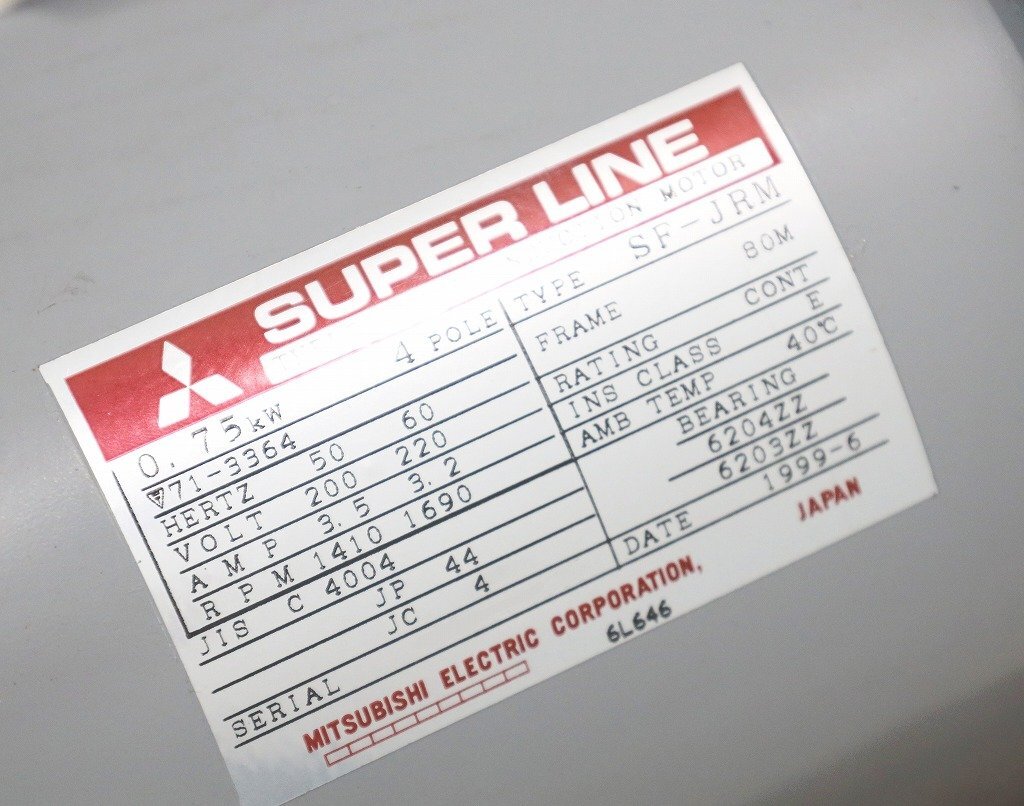 SUPER LINE
INDUCTION MOTOR
0.75kW 4 POLE
71-3364
HERTZ 50 60
VOLT 200 220
AMP 3.5 3.2
RPM 1410 1690
JIS C 4004
JP 44
JC 4
SERIAL
TYPE SF-JRM
FRAME 80M
RATING CONT
INS CLASS E
AMB TEMP 40℃
BEARING
6204ZZ
6203ZZ
DATE 1999-6
MITSUBISHI ELECTRIC CORPORATION, JAPAN
6L646